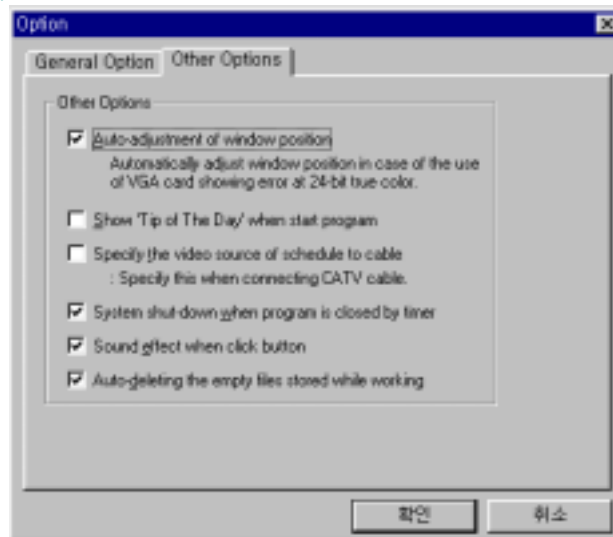 Option
General Option
Other Options
Other Options
Auto-adjustment of window position
Automatically adjust window position in case of the use
of VGA card showing error at 24-bit true color.
Show 'Tip of The Day' when start program
Specify the video source of schedule to cable
: Specify this when connecting CATV cable.
System shut-down when program is closed by timer
Sound effect when click button
Auto-deleting the empty files stored while working
확인
취소